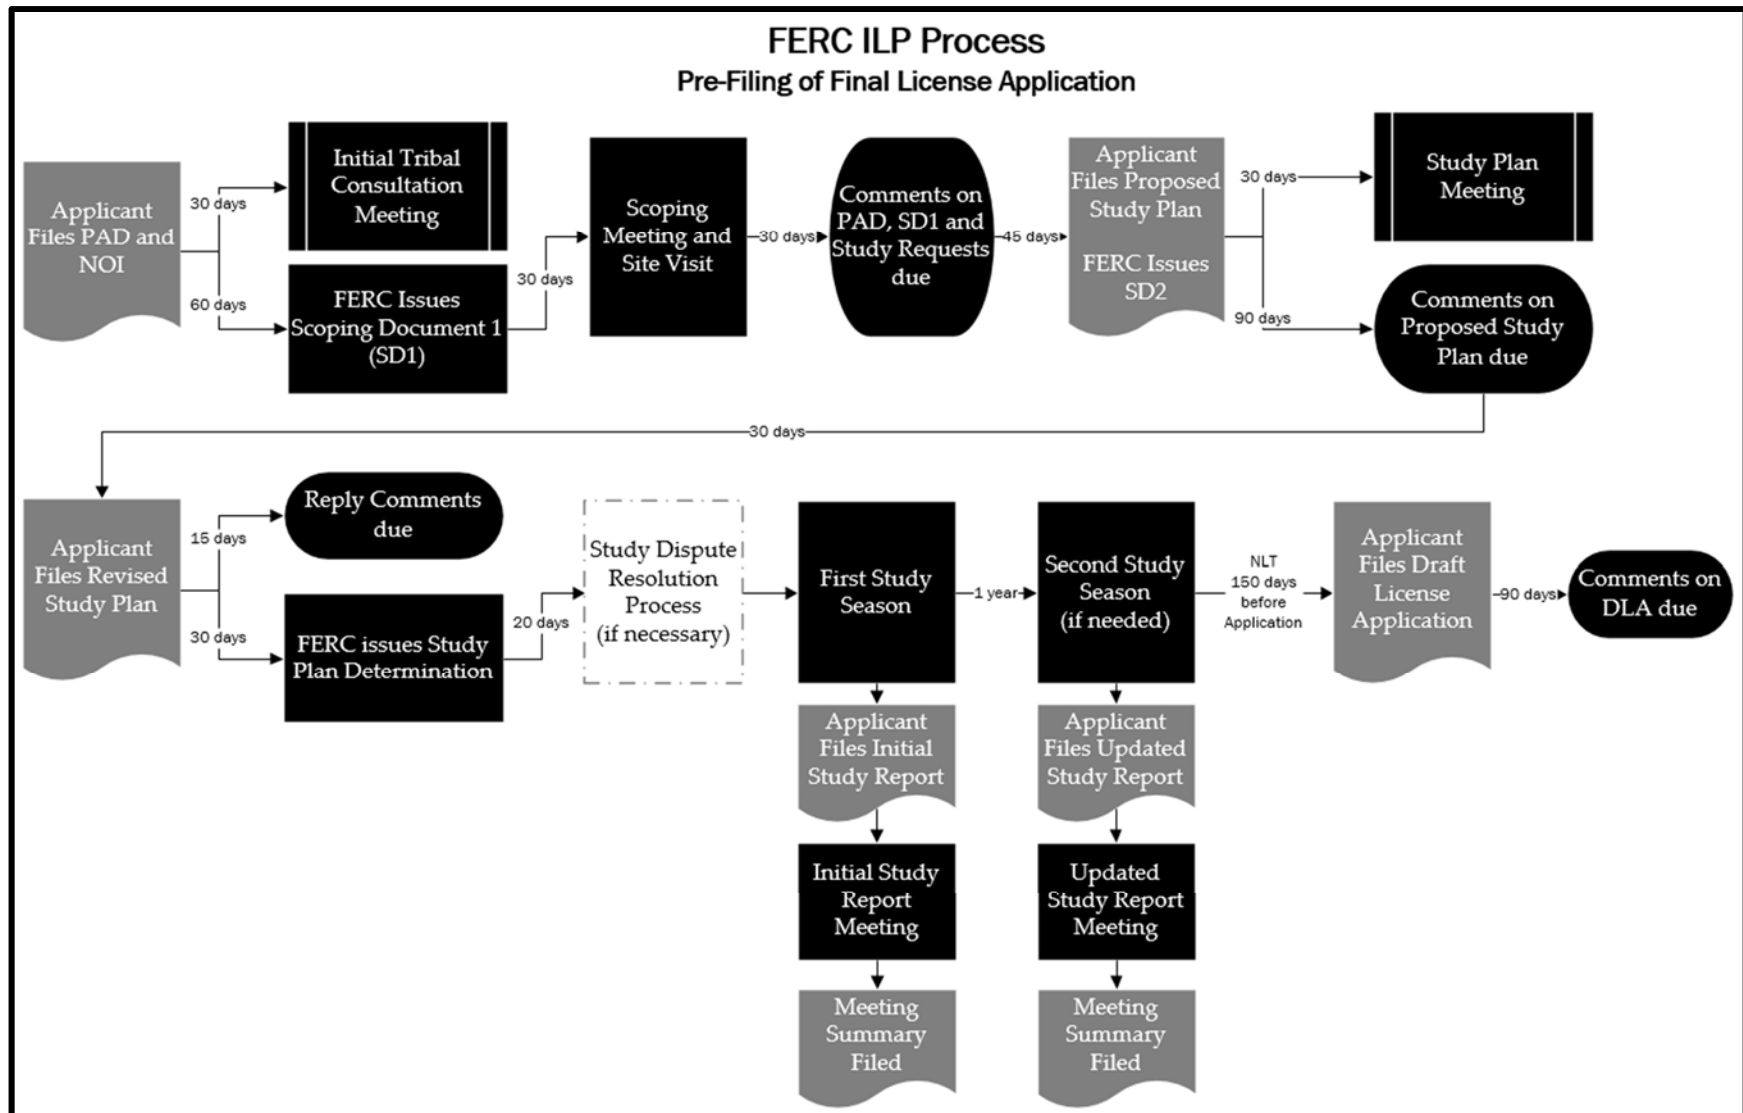 FERC ILP Process
Pre-Filing of Final License Application
Applicant
Files PAD and
NOI
30 days
60 days
Initial Tribal
Consultation
Meeting
FERC Issues
Scoping Document 1
(SD1)
30 days
Scoping
Meeting and
Site Visit
30 days
Comments on
PAD, SD1 and
Study Requests
due
45 days
Applicant
Files Proposed
Study Plan
FERC Issues
SD2
30 days
90 days
Study Plan
Meeting
Comments on
Proposed Study
Plan due
30 days
Applicant
Files Revised
Study Plan
15 days
30 days
Reply Comments
due
FERC issues Study
Plan Determination
20 days
Study Dispute
Resolution
Process
(if necessary)
First Study
Season
1 year
Second Study
Season
(if needed)
NLT
150 days
before
Application
Applicant
Files Draft
License
Application
90 days
Comments on
DLA due
Applicant
Files Initial
Study Report
Applicant
Files Updated
Study Report
Initial Study
Report
Meeting
Updated
Study Report
Meeting
Meeting
Summary
Filed
Meeting
Summary
Filed